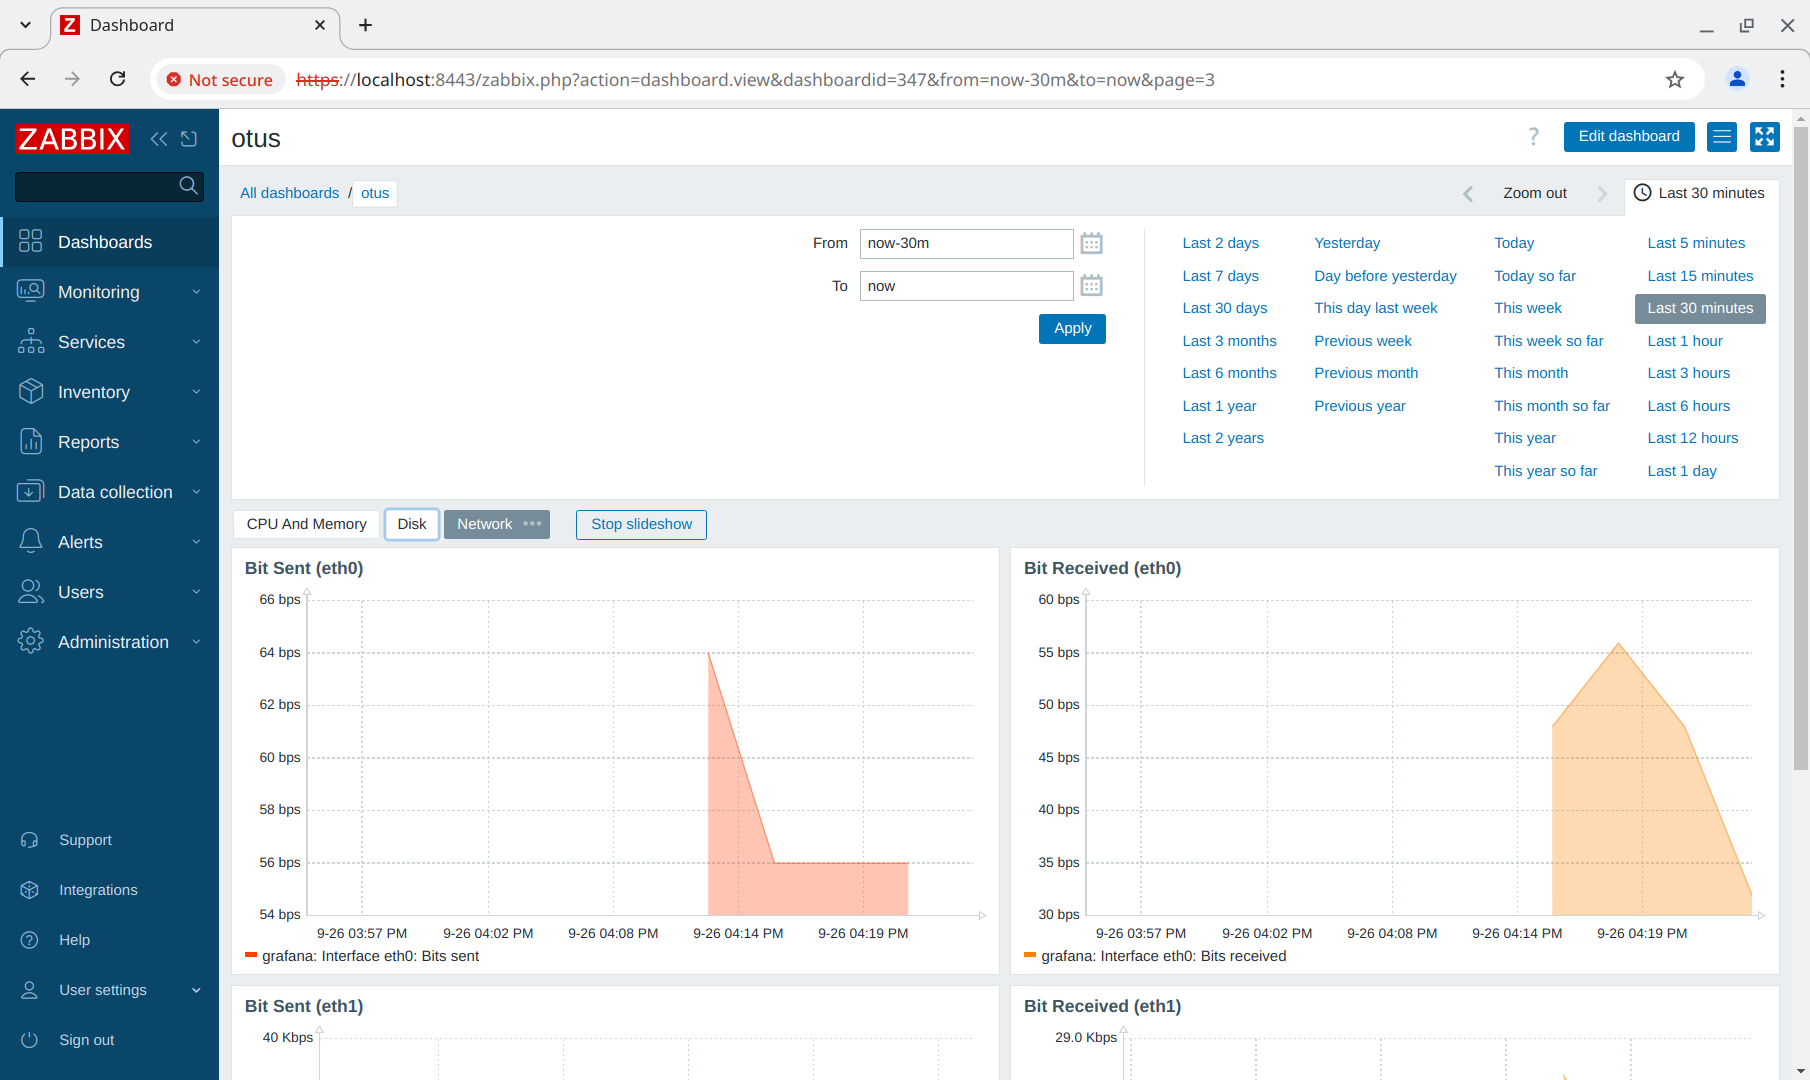 Dashboard
Not secure https://localhost:8443/zabbix.php?action=dashboard.view&dashboardid=347&from=now-30m&to=now&page=3
ZABBIX
Dashboards
Monitoring
Services
Inventory
Reports
Data collection
Alerts
Users
Administration
Support
Integrations
Help
User settings
Sign out
otus
? Edit dashboard
All dashboards / otus
Zoom out
Last 30 minutes
From now-30m
To now
Apply
Last 2 days Yesterday Today Last 5 minutes
Last 7 days Day before yesterday Today so far Last 15 minutes
Last 30 days This day last week This week Last 30 minutes
Last 3 months Previous week This week so far Last 1 hour
Last 6 months Previous month This month Last 3 hours
Last 1 year Previous year This month so far Last 6 hours
Last 2 years This year Last 12 hours
This year so far Last 1 day
CPU And Memory Disk Network Stop slideshow
Bit Sent (eth0)
66 bps
64 bps
62 bps
60 bps
58 bps
56 bps
54 bps
9-26 03:57 PM 9-26 04:02 PM 9-26 04:08 PM 9-26 04:14 PM 9-26 04:19 PM
grafana: Interface eth0: Bits sent
Bit Received (eth0)
60 bps
55 bps
50 bps
45 bps
40 bps
35 bps
30 bps
9-26 03:57 PM 9-26 04:02 PM 9-26 04:08 PM 9-26 04:14 PM 9-26 04:19 PM
grafana: Interface eth0: Bits received
Bit Sent (eth1)
40 Kbps
Bit Received (eth1)
29.0 Kbps